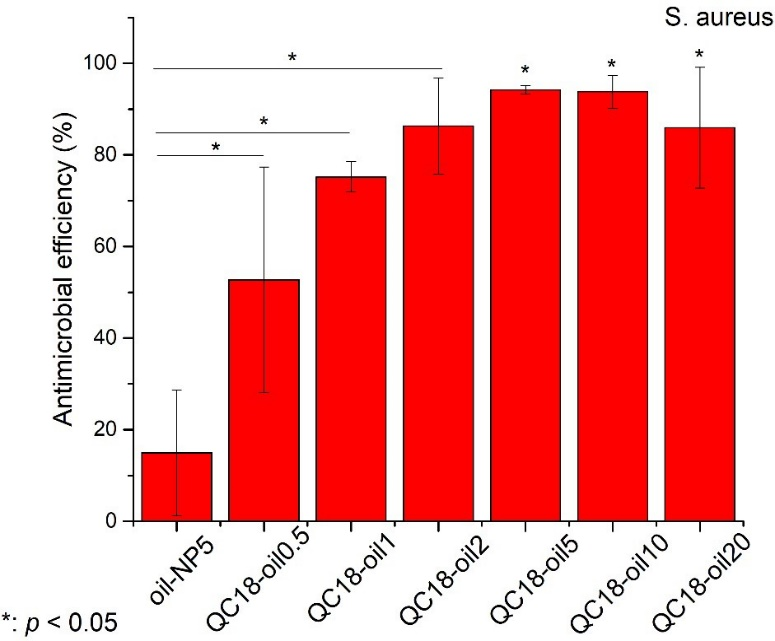 S. aureus
*
*
*
*
*
*
100
80
60
40
20
0
Antimicrobial efficiency (%)
oil-NP5
QC18-oil0.5
QC18-oil1
QC18-oil2
QC18-oil5
QC18-oil10
QC18-oil20
*: p < 0.05